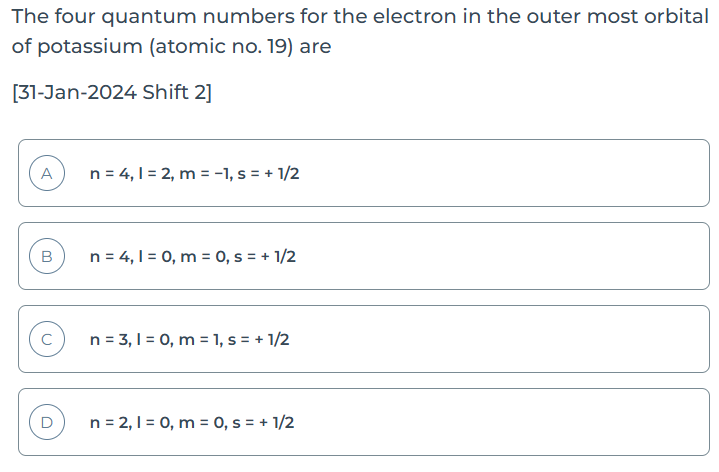 The four quantum numbers for the electron in the outer most orbital
of potassium (atomic no. 19) are
[31-Jan-2024 Shift 2]
A n = 4, l = 2, m = −1, s = + 1/2
B n = 4, l = 0, m = 0, s = + 1/2
C n = 3, l = 0, m = 1, s = + 1/2
D n = 2, l = 0, m = 0, s = + 1/2